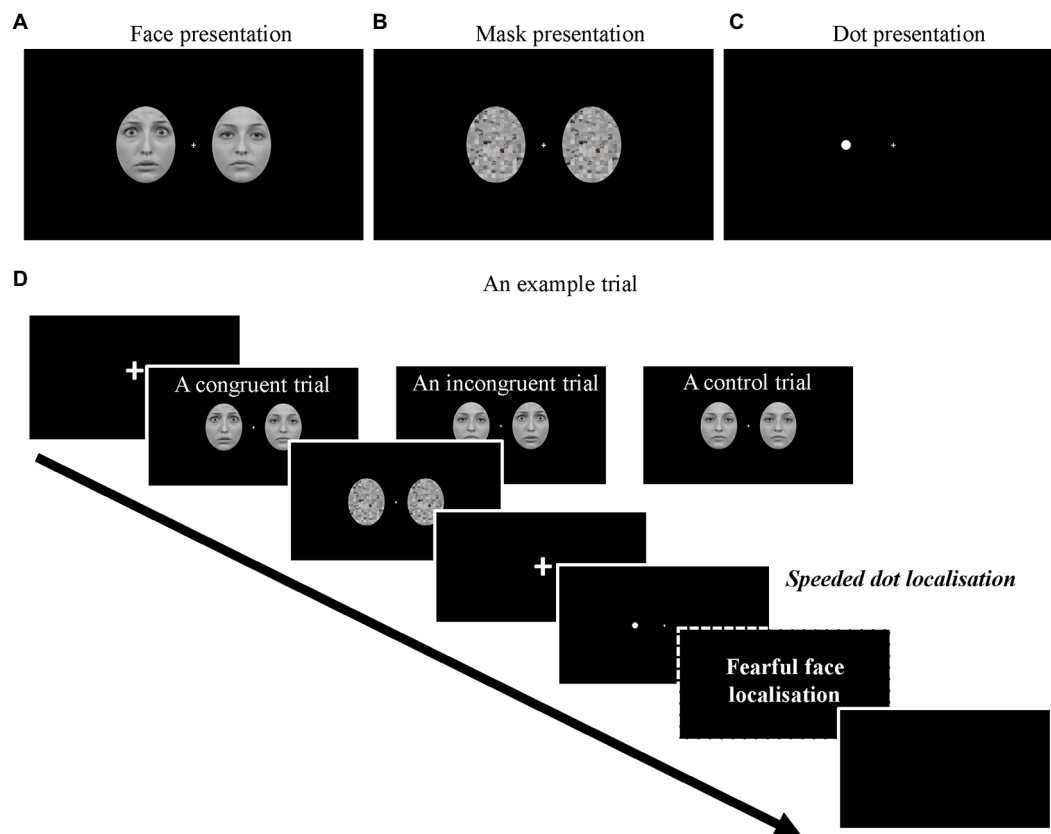 A
Face presentation
B
Mask presentation
C
Dot presentation
D
An example trial
A congruent trial
An incongruent trial
A control trial
Speeded dot localisation
Fearful face
localisation